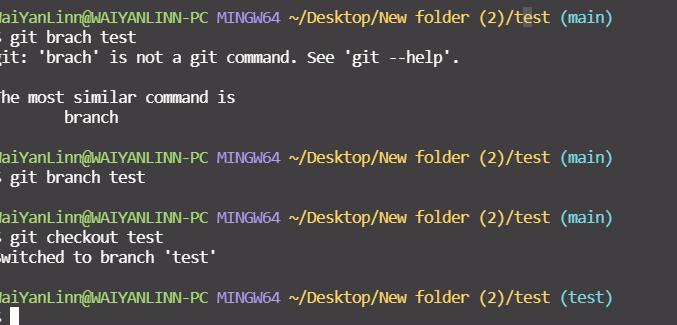 WaiYanLinn@WAIYANLINN-PC MINGW64 ~/Desktop/New folder (2)/test (main)
$ git brach test
git: 'brach' is not a git command. See 'git --help'.
The most similar command is
branch
WaiYanLinn@WAIYANLINN-PC MINGW64 ~/Desktop/New folder (2)/test (main)
$ git branch test
WaiYanLinn@WAIYANLINN-PC MINGW64 ~/Desktop/New folder (2)/test (main)
$ git checkout test
Switched to branch 'test'
WaiYanLinn@WAIYANLINN-PC MINGW64 ~/Desktop/New folder (2)/test (test)
$